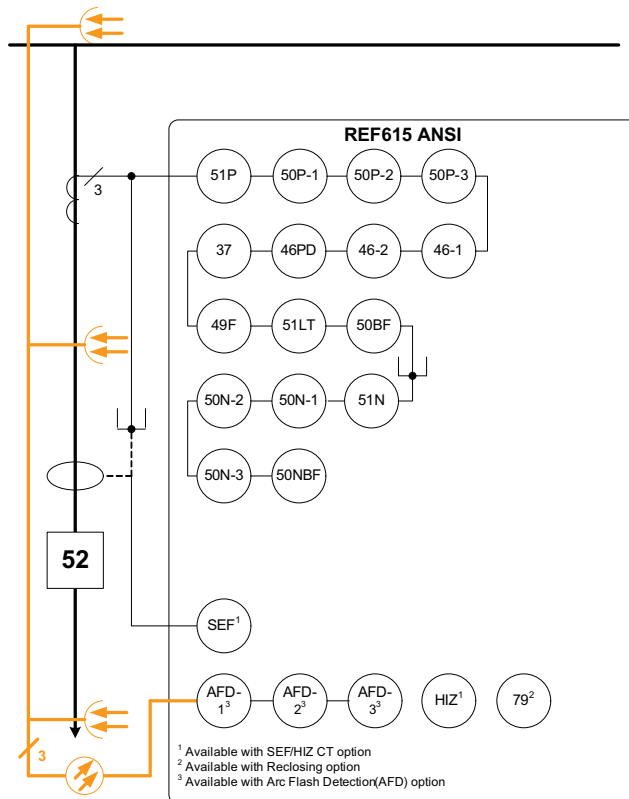 REF615 ANSI
51P 50P-1 50P-2 50P-3
3
37 46PD 46-2 46-1
49F 51LT 50BF
50N-2 50N-1 51N
50N-3 50NBF
52
SEF¹
AFD-1³ AFD-2³ AFD-3³ HIZ¹ 79²
3
¹ Available with SEF/HIZ CT option
² Available with Reclosing option
³ Available with Arc Flash Detection(AFD) option